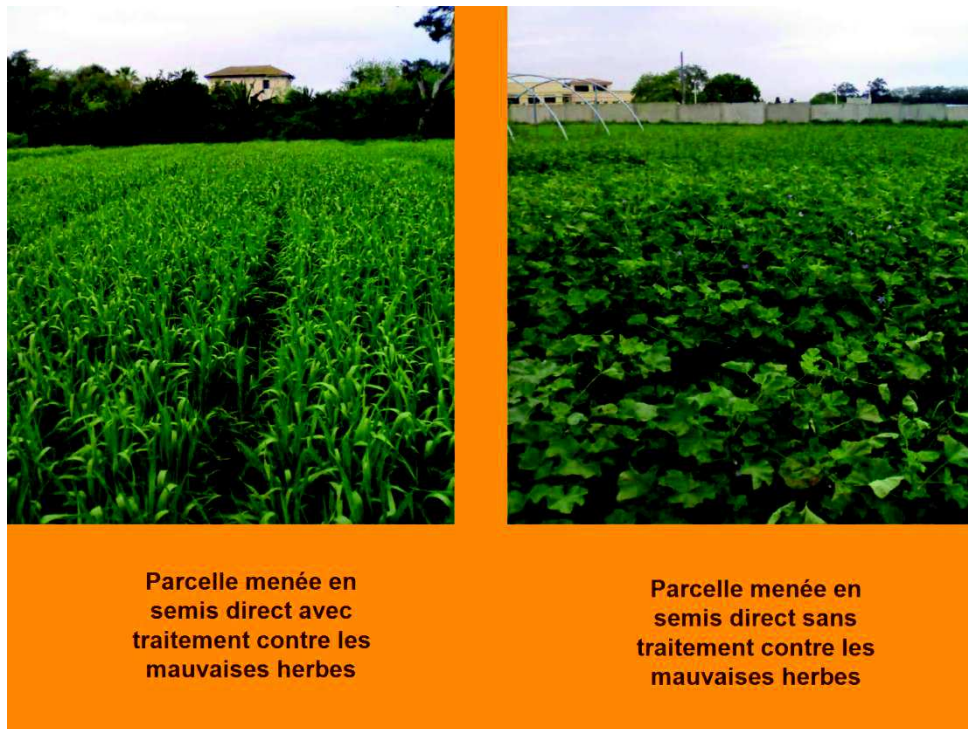 Parcelle menée en
semis direct avec
traitement contre les
mauvaises herbes
Parcelle menée en
semis direct sans
traitement contre les
mauvaises herbes